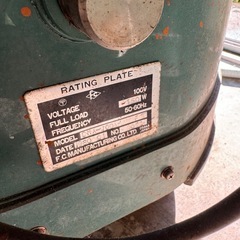 RATING PLATE
VOLTAGE 100V
FULL LOAD W
FREQUENCY 50-60Hz
MODEL
DATE NO.
F.C. MANUFACTURING CO., LTD.